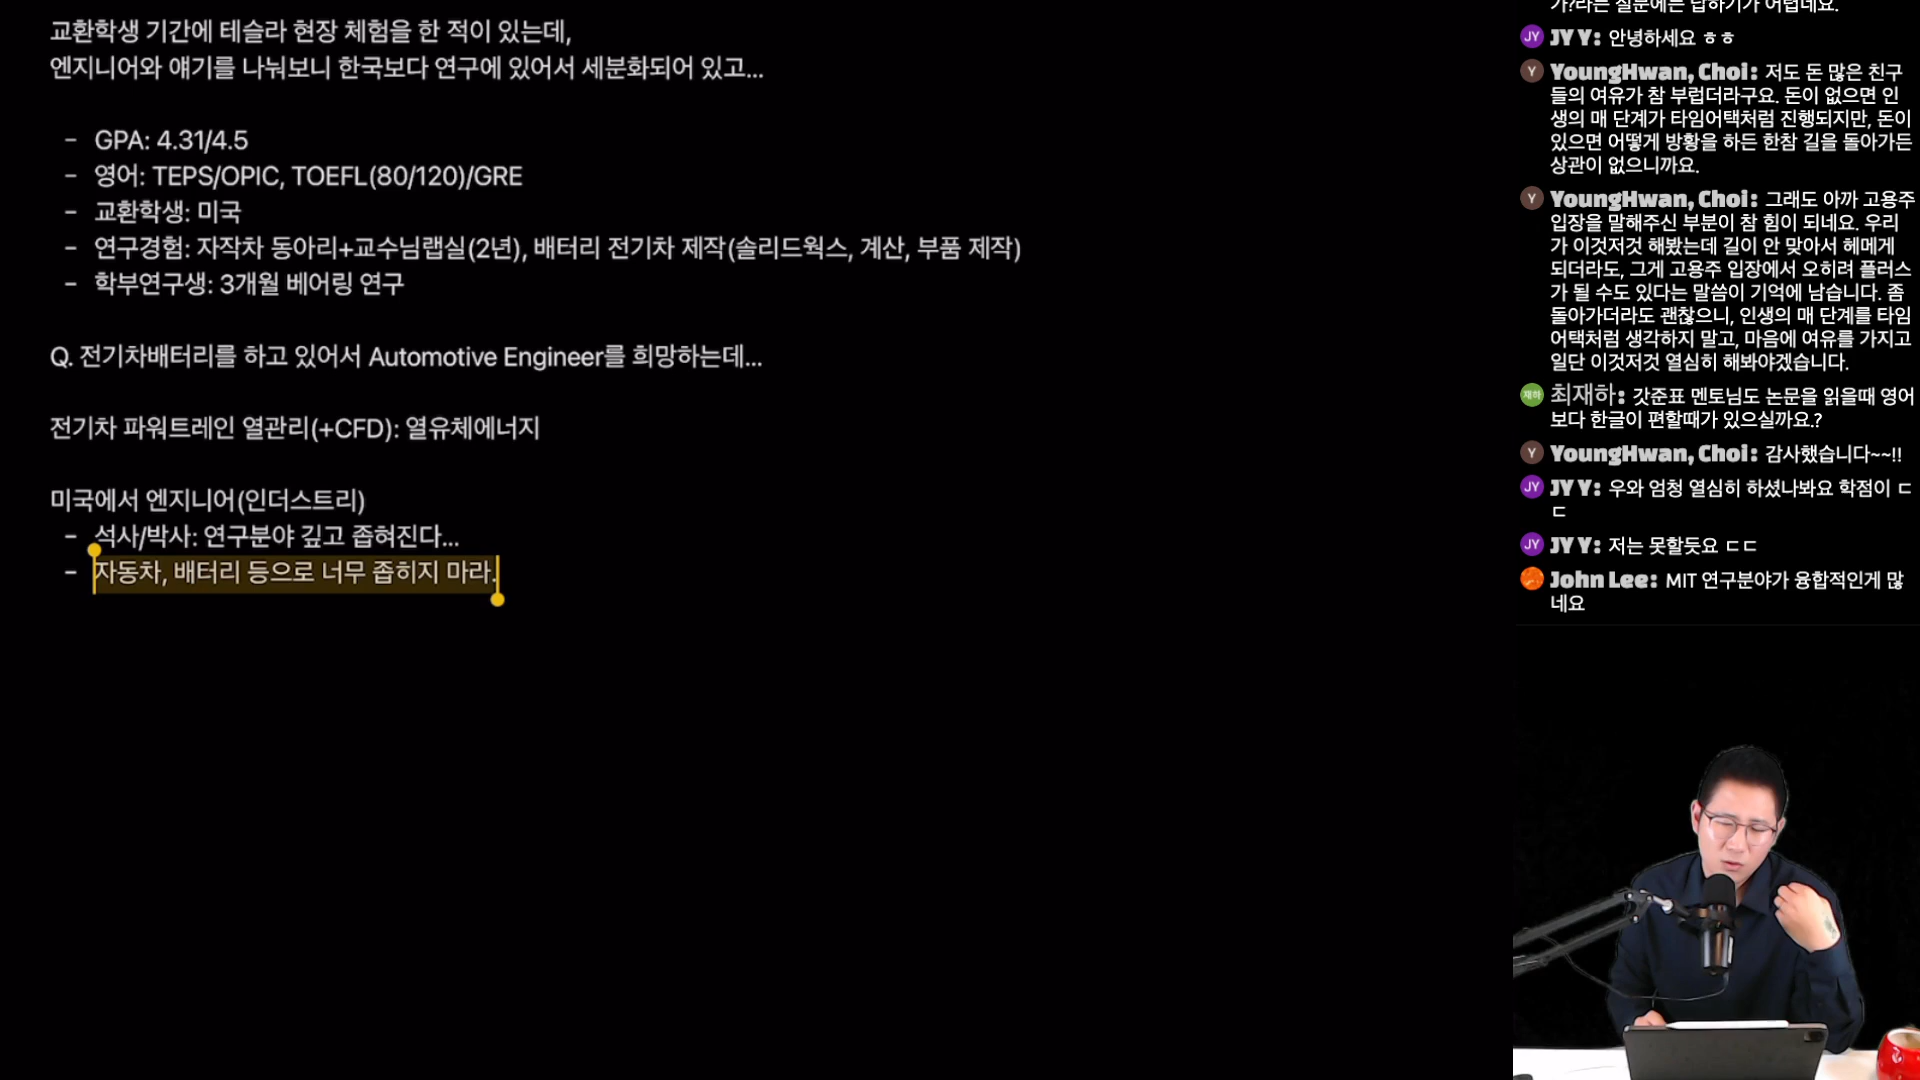 교환학생 기간에 테슬라 현장 체험을 한 적이 있는데,
엔지니어와 얘기를 나눠보니 한국보다 연구에 있어서 세분화되어 있고...
- GPA: 4.31/4.5
- 영어: TEPS/OPIC, TOEFL(80/120)/GRE
- 교환학생: 미국
- 연구경험: 자작차 동아리+교수님랩실(2년), 배터리 전기차 제작(솔리드웍스, 계산, 부품 제작)
- 학부연구생: 3개월 베어링 연구
Q. 전기차배터리를 하고 있어서 Automotive Engineer를 희망하는데...
전기차 파워트레인 열관리(+CFD): 열유체에너지
미국에서 엔지니어(인더스트리)
- 석사/박사: 연구분야 깊고 좁혀진다...
- 자동차, 배터리 등으로 너무 좁히지 마라.
가?라는 질문에는 답하기가 어렵네요.
JY JY Y: 안녕하세요 ㅎㅎ
Y YoungHwan, Choi: 저도 돈 많은 친구
들의 여유가 참 부럽더라구요. 돈이 없으면 인
생의 매 단계가 타임어택처럼 진행되지만, 돈이
있으면 어떻게 방황을 하든 한참 길을 돌아가든
상관이 없으니까요.
Y YoungHwan, Choi: 그래도 아까 고용주
입장을 말해주신 부분이 참 힘이 되네요. 우리
가 이것저것 해봤는데 길이 안 맞아서 헤메게
되더라도, 그게 고용주 입장에서 오히려 플러스
가 될 수도 있다는 말씀이 기억에 남습니다. 좀
돌아가더라도 괜찮으니, 인생의 매 단계를 타임
어택처럼 생각하지 말고, 마음에 여유를 가지고
일단 이것저것 열심히 해봐야겠습니다.
재하 최재하: 갓준표 멘토님도 논문을 읽을때 영어
보다 한글이 편할때가 있으실까요.?
Y YoungHwan, Choi: 감사했습니다~~!!
JY JY Y: 우와 엄청 열심히 하셨나봐요 학점이 ㄷ
ㄷ
JY JY Y: 저는 못할듯요 ㄷㄷ
John Lee: MIT 연구분야가 융합적인게 많
네요